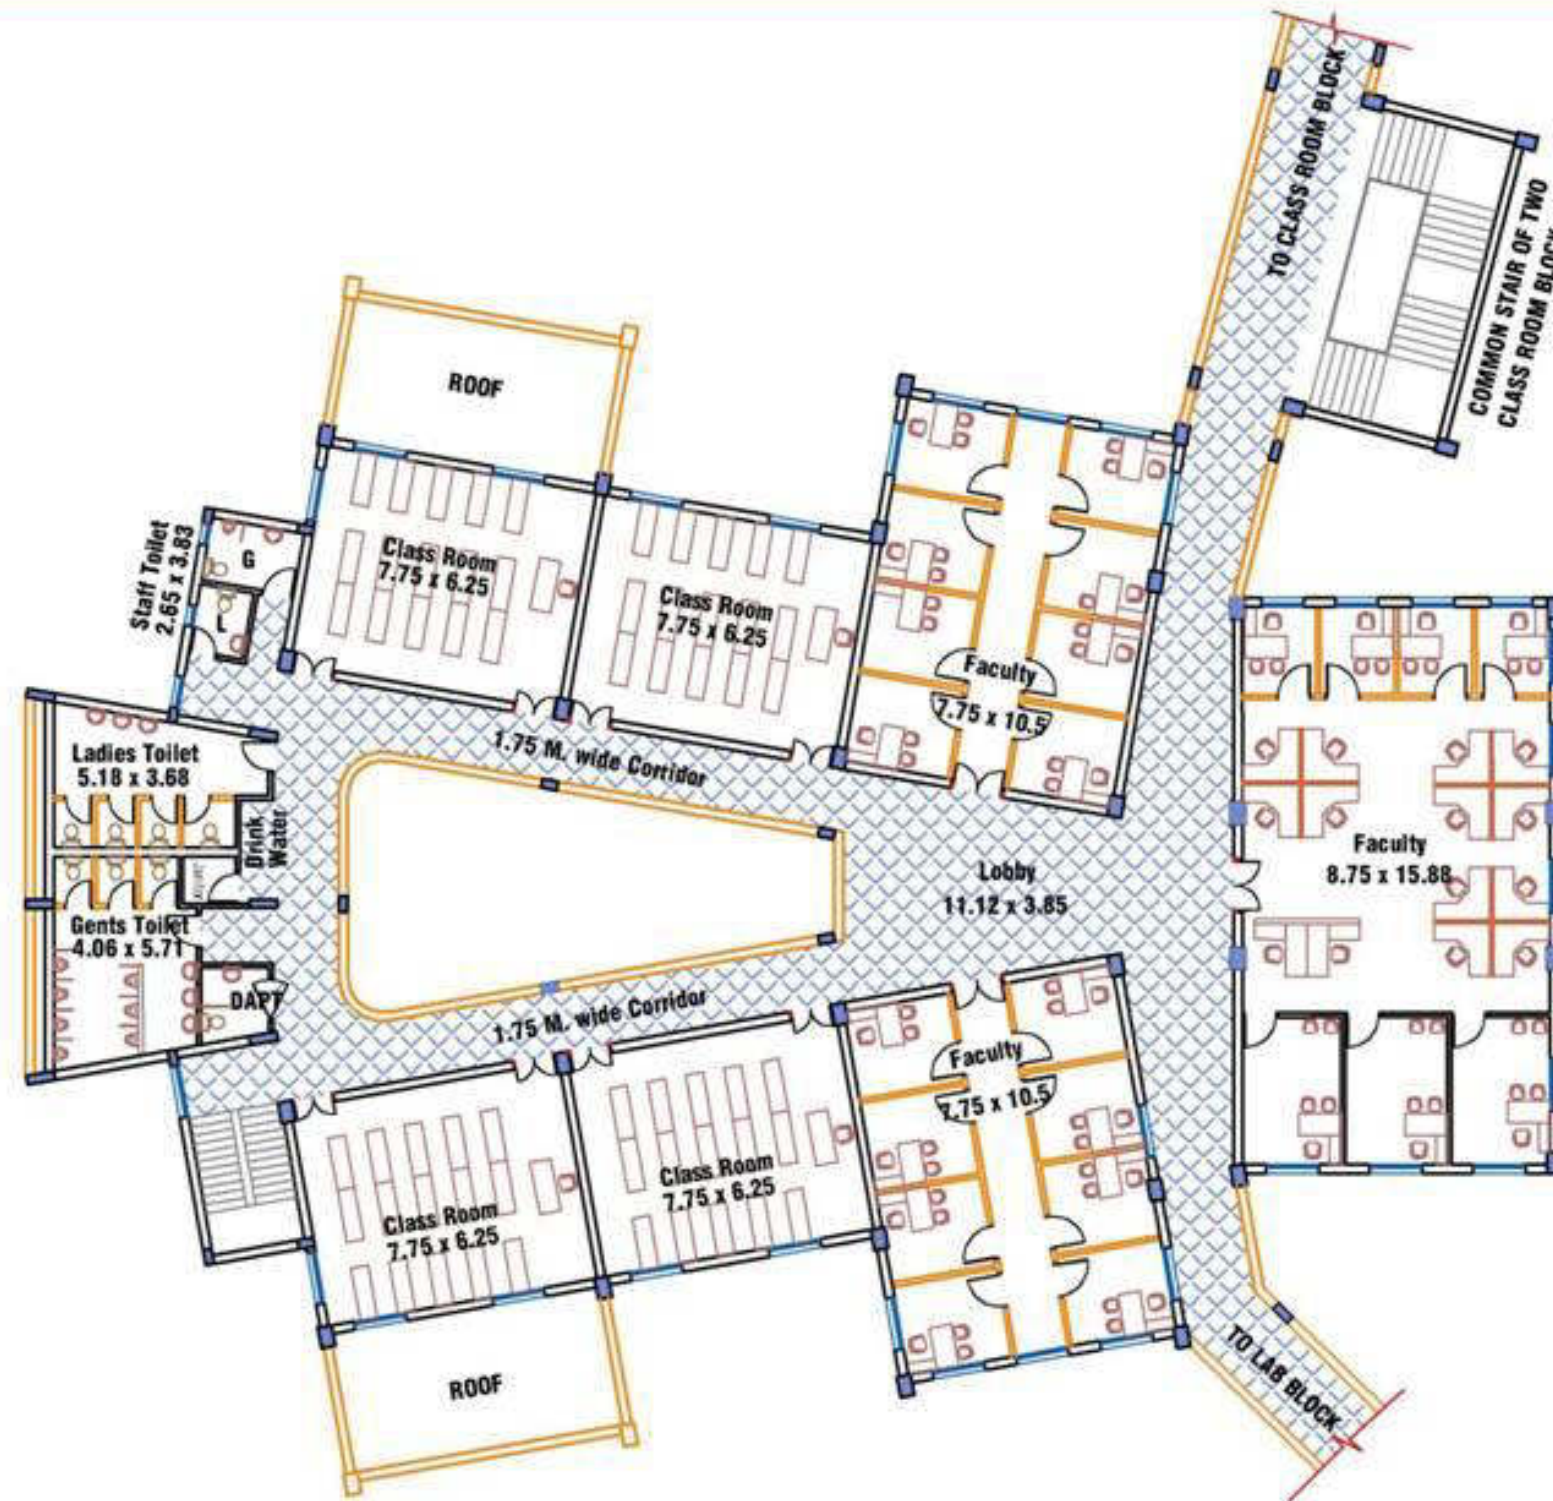 TO CLASS ROOM BLOCK
COMMON STAIR OF TWO
CLASS ROOM BLOCK
ROOF
Staff Toilet
2.65 x 3.83
G
L
Class Room
7.75 x 6.25
Class Room
7.75 x 6.25
Faculty
7.75 x 10.5
1.75 M. wide Corridor
Ladies Toilet
5.18 x 3.68
Drink.
Water
Gents Toilet
4.06 x 5.71
DAPT
Lobby
11.12 x 3.85
Faculty
8.75 x 15.88
1.75 M. wide Corridor
Faculty
7.75 x 10.5
Class Room
7.75 x 6.25
Class Room
7.75 x 6.25
ROOF
TO LAB BLOCK